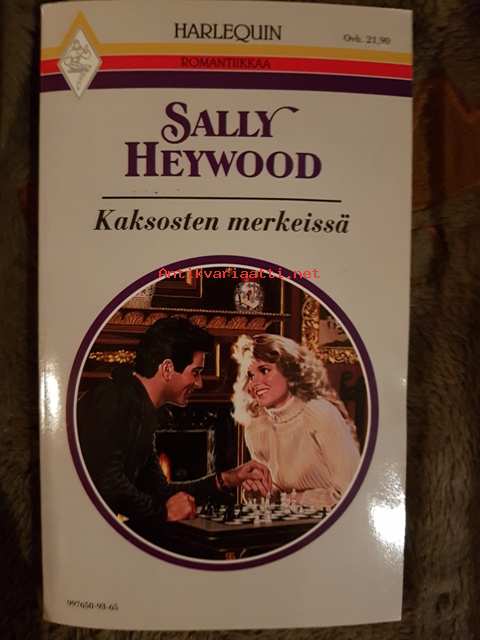 HARLEQUIN
Ovh. 21,90
ROMANTIIKKAA
SALLY
HEYWOOD
Kaksosten merkeissä
Antikvariaatti.net
997650-93-65